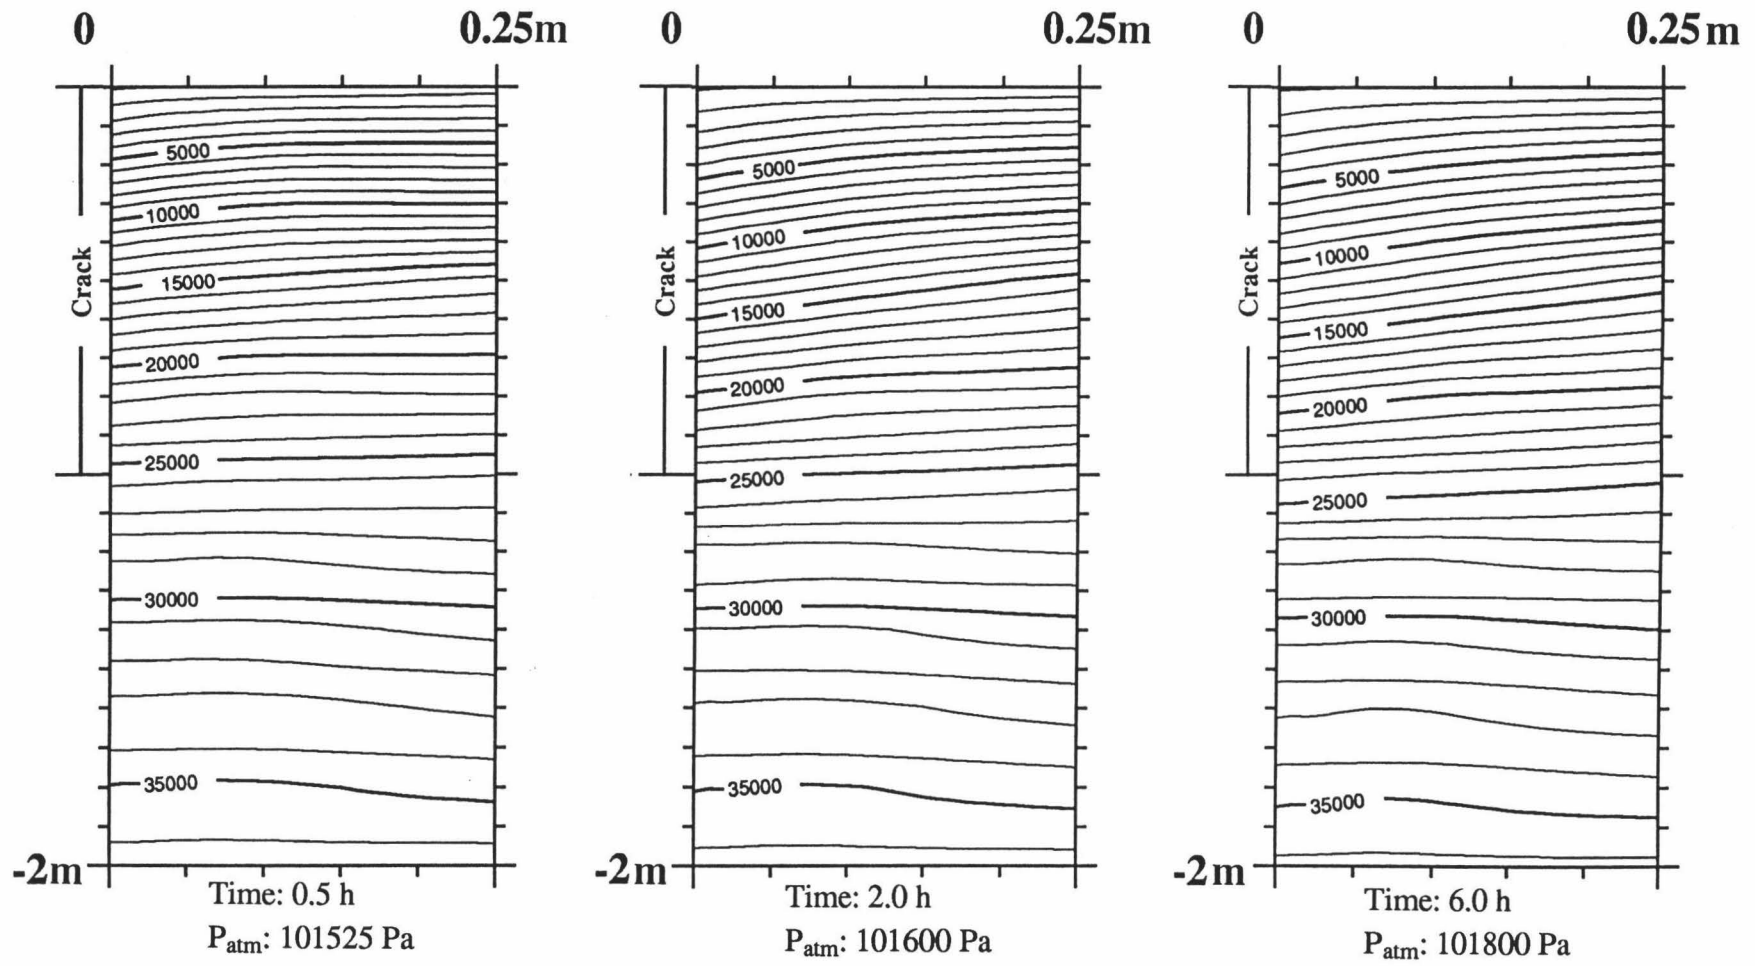 0 0.25m 0 0.25m 0 0.25m
5000 5000 5000
10000 10000 10000
Crack Crack Crack
15000 15000 15000
20000 20000 20000
25000 25000 25000
30000 30000 30000
35000 35000 35000
-2m -2m -2m
Time: 0.5 h Time: 2.0 h Time: 6.0 h
Patm: 101525 Pa Patm: 101600 Pa Patm: 101800 Pa